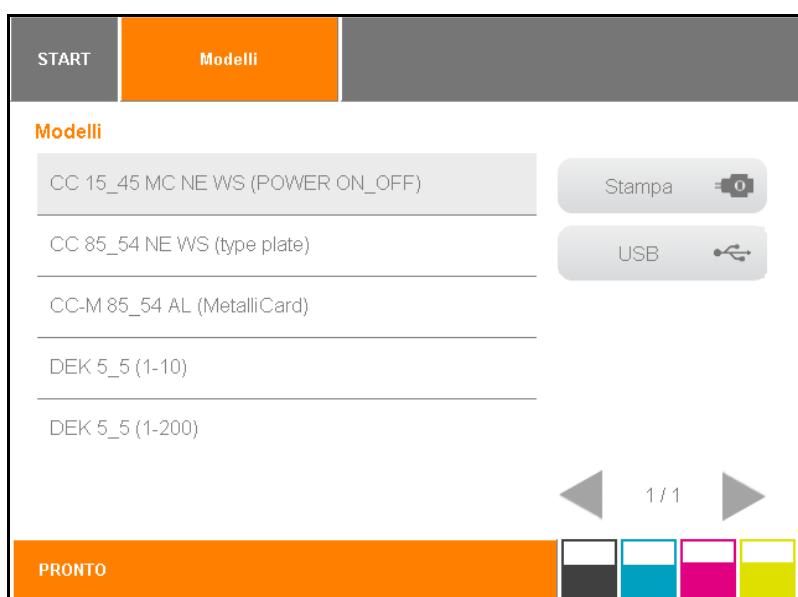 START
Modelli
Modelli
CC 15_45 MC NE WS (POWER ON_OFF)
Stampa
CC 85_54 NE WS (type plate)
USB
CC-M 85_54 AL (MetalliCard)
DEK 5_5 (1-10)
DEK 5_5 (1-200)
1 / 1
PRONTO